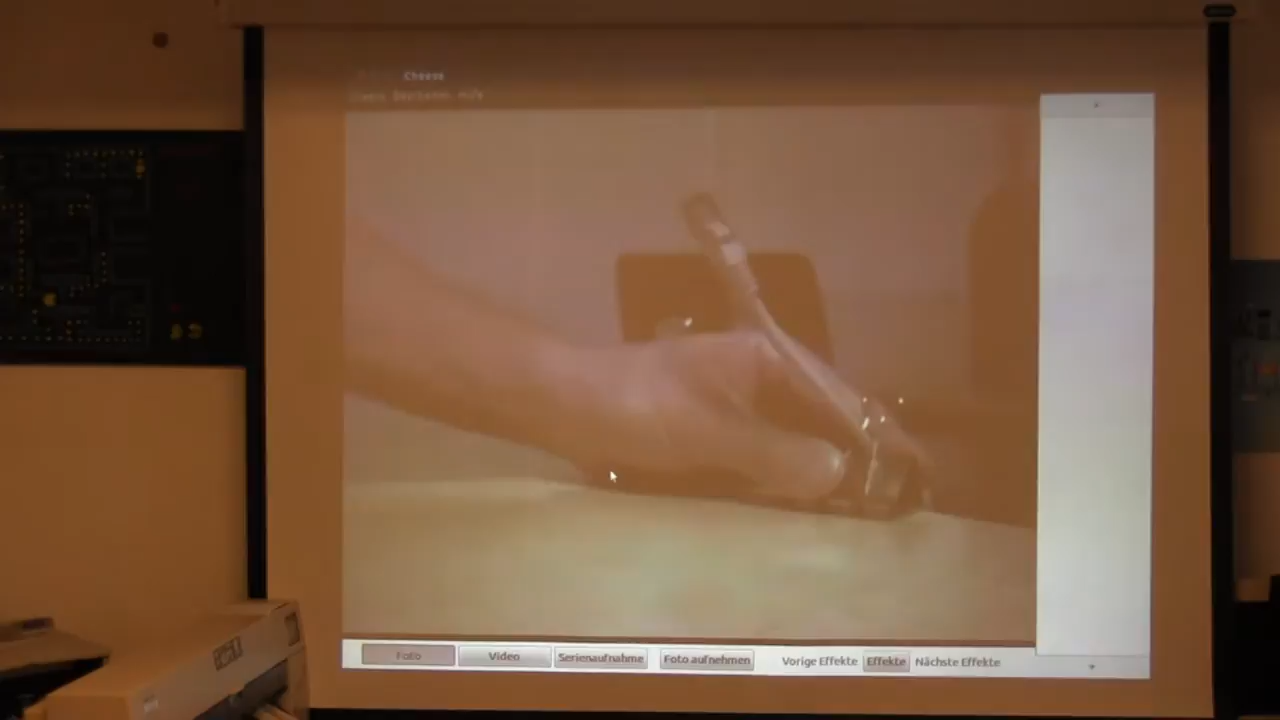 Cheese
Foto
Video
Serienaufnahme
Foto aufnehmen
Vorige Effekte
Effekte
Nächste Effekte